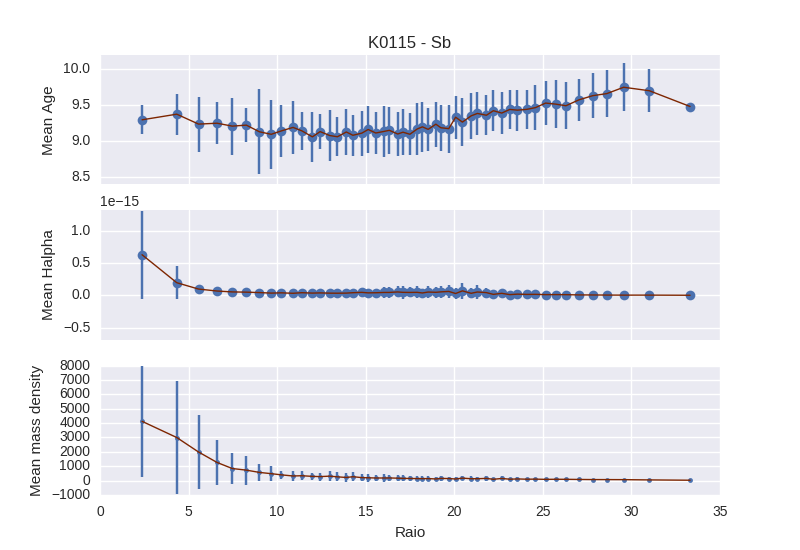 K0115 - Sb
10.0
9.5
9.0
8.5
Mean Age
1e−15
1.0
0.5
0.0
−0.5
Mean Halpha
8000
7000
6000
5000
4000
3000
2000
1000
0
−1000
Mean mass density
0 5 10 15 20 25 30 35
Raio